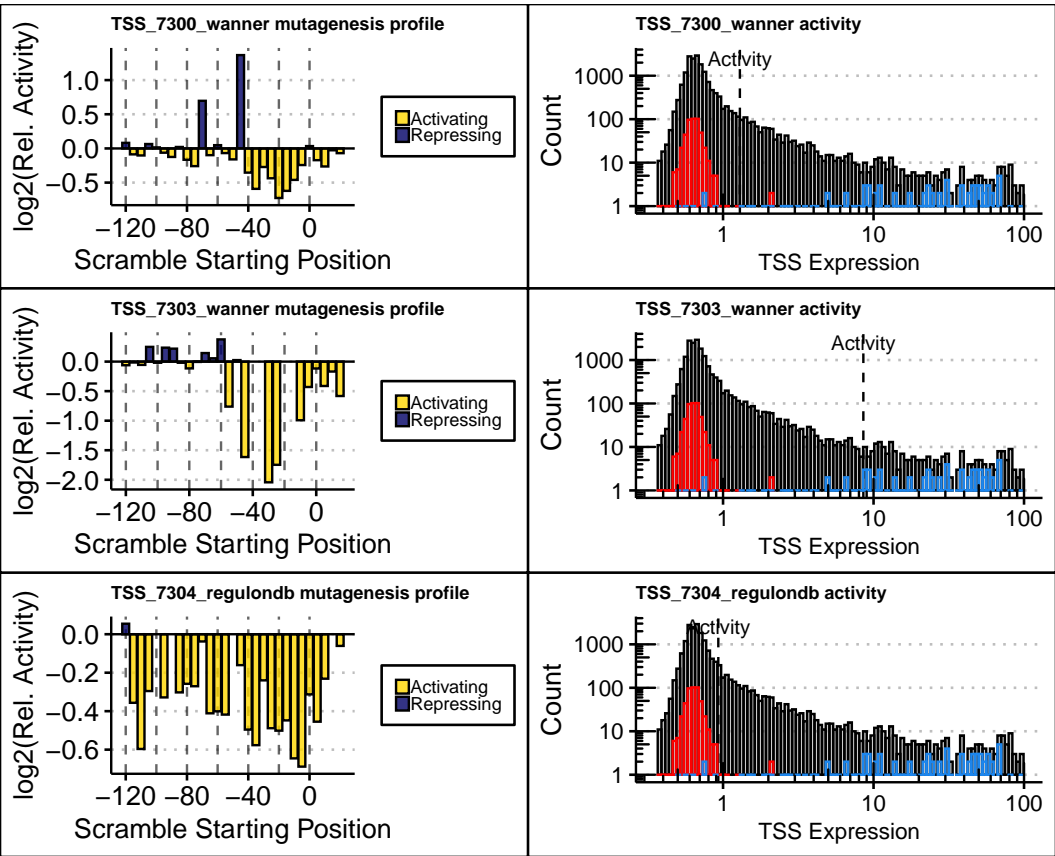 TSS_7300_wanner mutagenesis profile
log2(Rel. Activity)
1.0
0.5
0.0
−0.5
−120 −80 −40 0
Scramble Starting Position
Activating
Repressing
TSS_7300_wanner activity
Activity
Count
1000
100
10
1
1 10 100
TSS Expression
TSS_7303_wanner mutagenesis profile
log2(Rel. Activity)
0.0
−0.5
−1.0
−1.5
−2.0
−120 −80 −40 0
Scramble Starting Position
Activating
Repressing
TSS_7303_wanner activity
Activity
Count
1000
100
10
1
1 10 100
TSS Expression
TSS_7304_regulondb mutagenesis profile
log2(Rel. Activity)
0.0
−0.2
−0.4
−0.6
−120 −80 −40 0
Scramble Starting Position
Activating
Repressing
TSS_7304_regulondb activity
Activity
Count
1000
100
10
1
1 10 100
TSS Expression